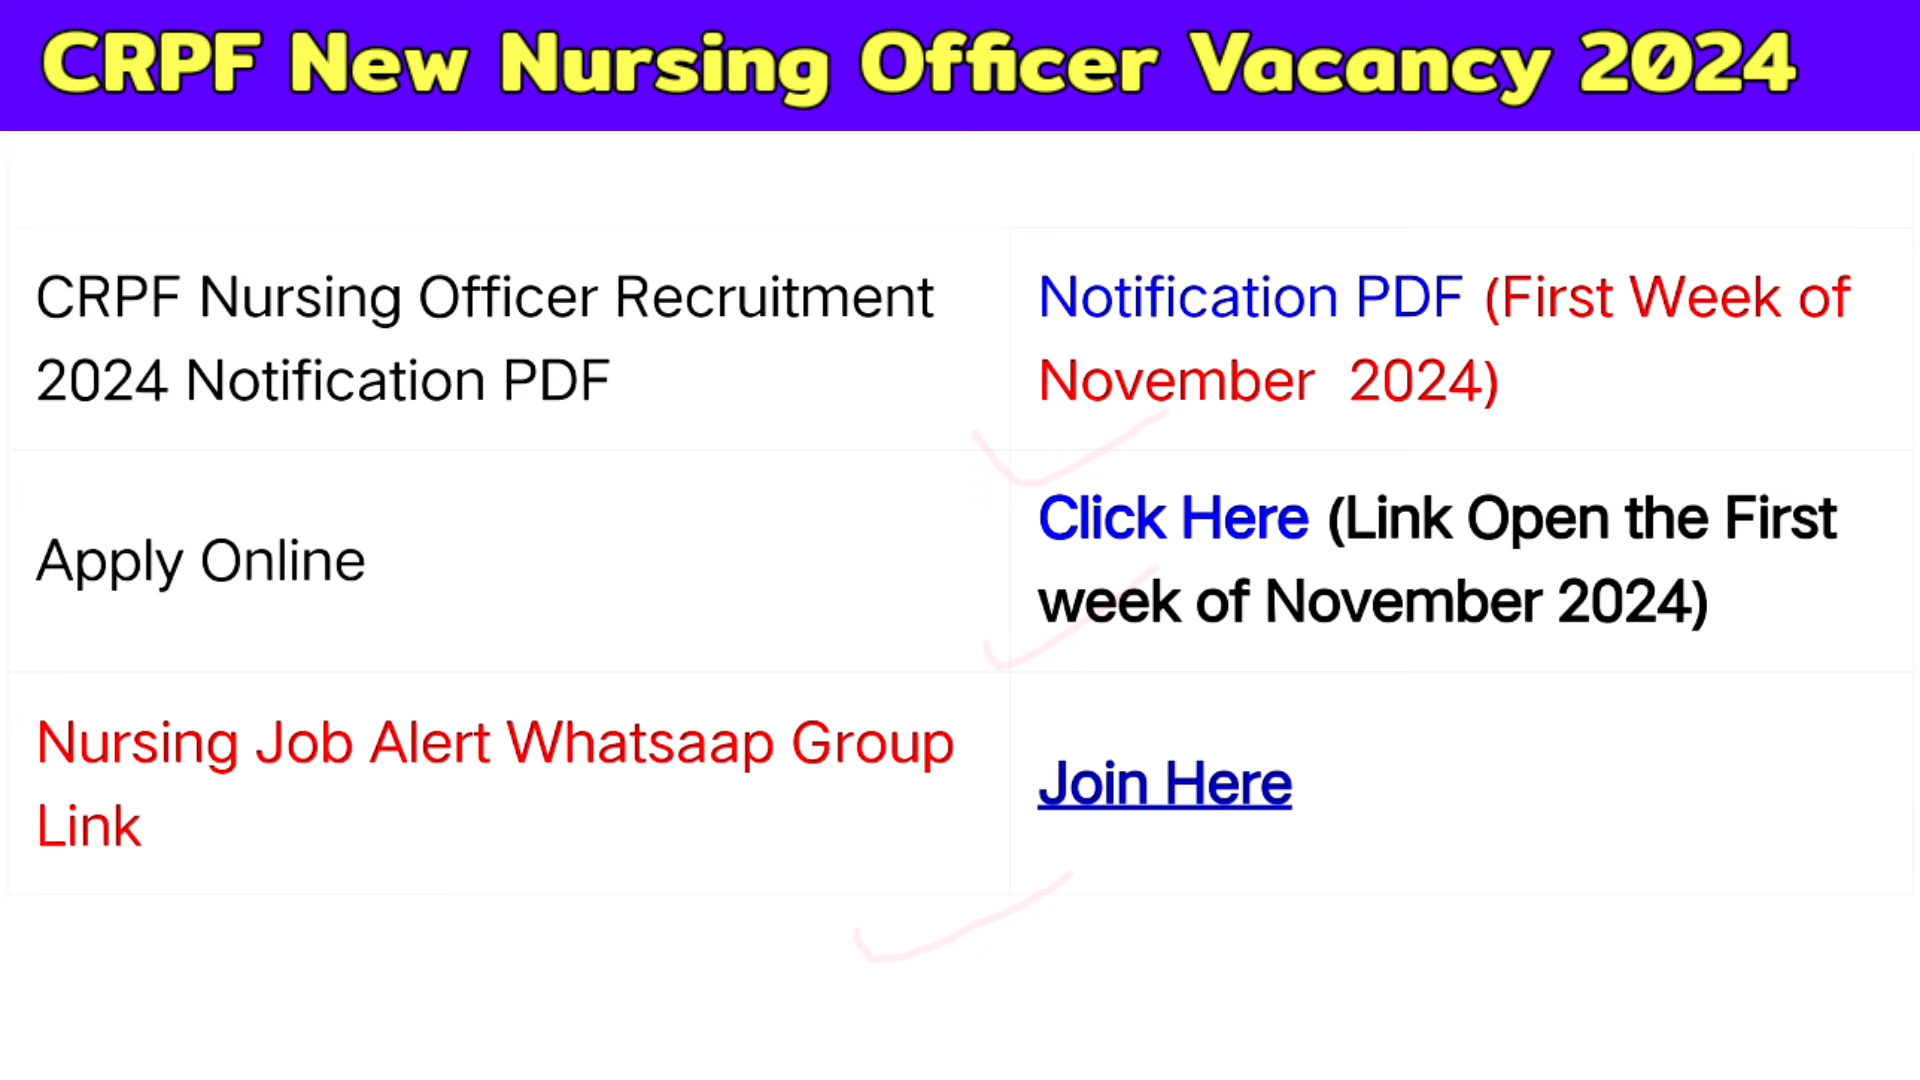 CRPF New Nursing Officer Vacancy 2024
CRPF Nursing Officer Recruitment
2024 Notification PDF
Notification PDF (First Week of
November 2024)
Apply Online
Click Here (Link Open the First
week of November 2024)
Nursing Job Alert Whatsaap Group
Link
Join Here